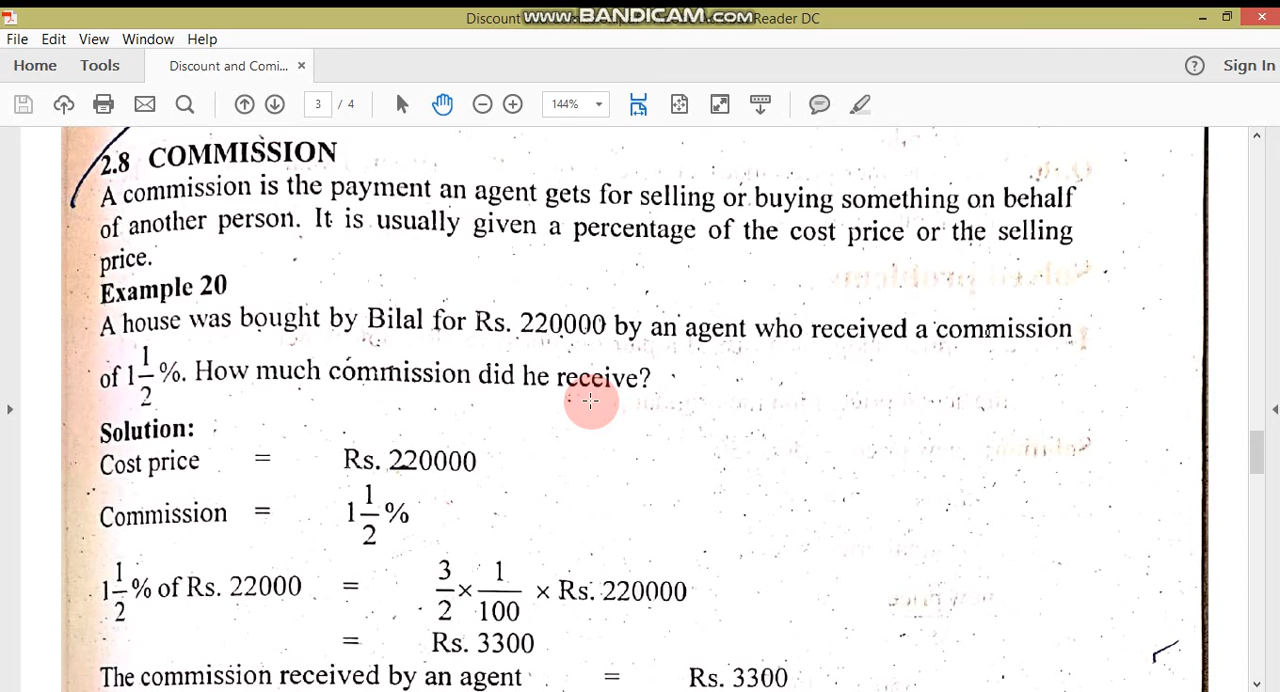 Discount www.BANDICAM.com Reader DC
File Edit View Window Help
Home Tools Discount and Comi... × Sign In
3 / 4 144%
2.8 COMMISSION
A commission is the payment an agent gets for selling or buying something on behalf
of another person. It is usually given a percentage of the cost price or the selling
price.
Example 20
A house was bought by Bilal for Rs. 220000 by an agent who received a commission
of 1 1/2 %. How much commission did he receive?
Solution:
Cost price = Rs. 220000
Commission = 1 1/2 %
1 1/2 % of Rs. 22000 = 3/2 × 1/100 × Rs. 220000
= Rs. 3300
The commission received by an agent = Rs. 3300